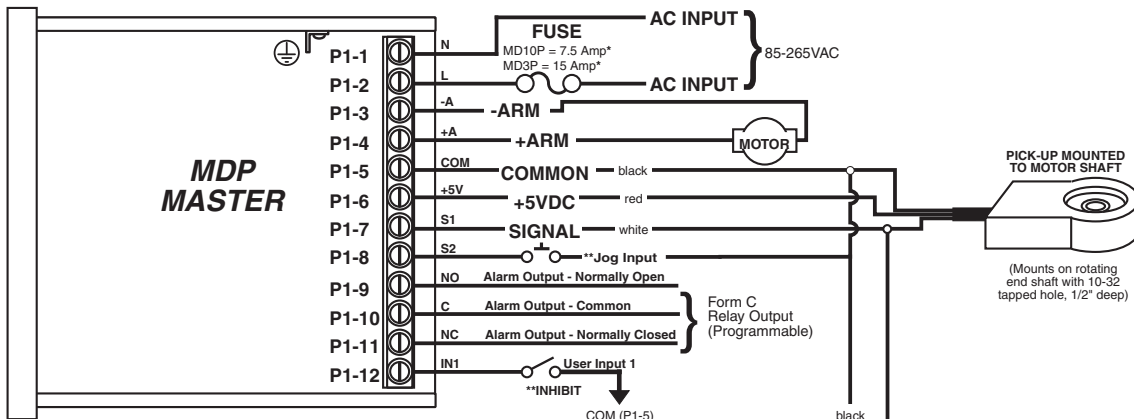 MDP
MASTER
P1-1
P1-2
P1-3
P1-4
P1-5
P1-6
P1-7
P1-8
P1-9
P1-10
P1-11
P1-12
N
L
-A
+A
COM
+5V
S1
S2
NO
C
NC
IN1
FUSE
MD10P = 7.5 Amp*
MD3P = 15 Amp*
AC INPUT
AC INPUT
85-265VAC
-ARM
+ARM
MOTOR
COMMON
black
+5VDC
red
SIGNAL
white
**Jog Input
Alarm Output - Normally Open
Alarm Output - Common
Alarm Output - Normally Closed
Form C
Relay Output
(Programmable)
User Input 1
**INHIBIT
COM (P1-5)
black
PICK-UP MOUNTED
TO MOTOR SHAFT
(Mounts on rotating
end shaft with 10-32
tapped hole, 1/2" deep)